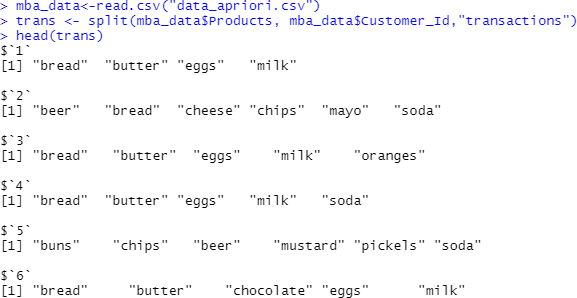 > mba_data<-read.csv("data_apriori.csv")
> trans <- split(mba_data$Products, mba_data$Customer_Id,"transactions")
> head(trans)
$`1`
[1] "bread"  "butter" "eggs"   "milk"
$`2`
[1] "beer"   "bread"  "cheese" "chips"  "mayo"   "soda"
$`3`
[1] "bread"   "butter"  "eggs"    "milk"    "oranges"
$`4`
[1] "bread"  "butter" "eggs"   "milk"   "soda"
$`5`
[1] "buns"    "chips"   "beer"    "mustard" "pickels" "soda"
$`6`
[1] "bread"     "butter"    "chocolate" "eggs"      "milk"